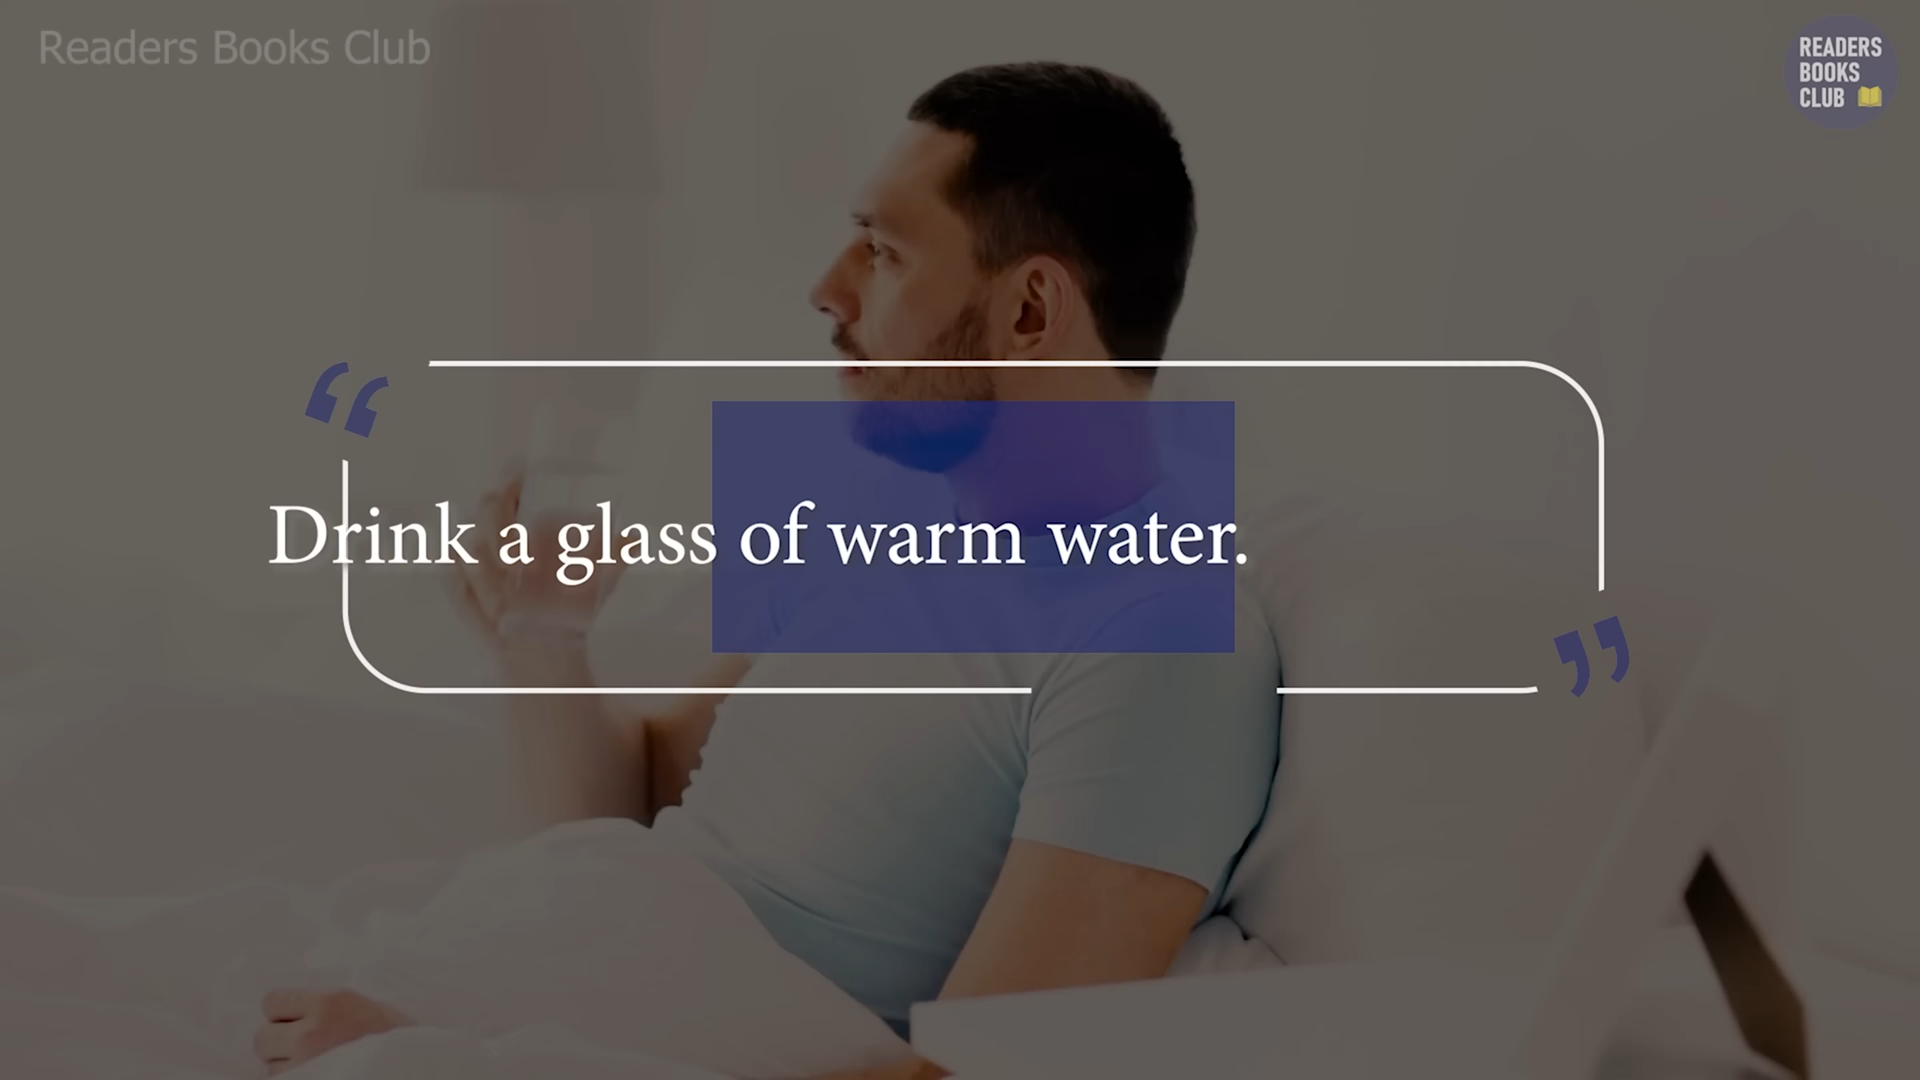 Readers Books Club
READERS
BOOKS
CLUB
Drink a glass of warm water.